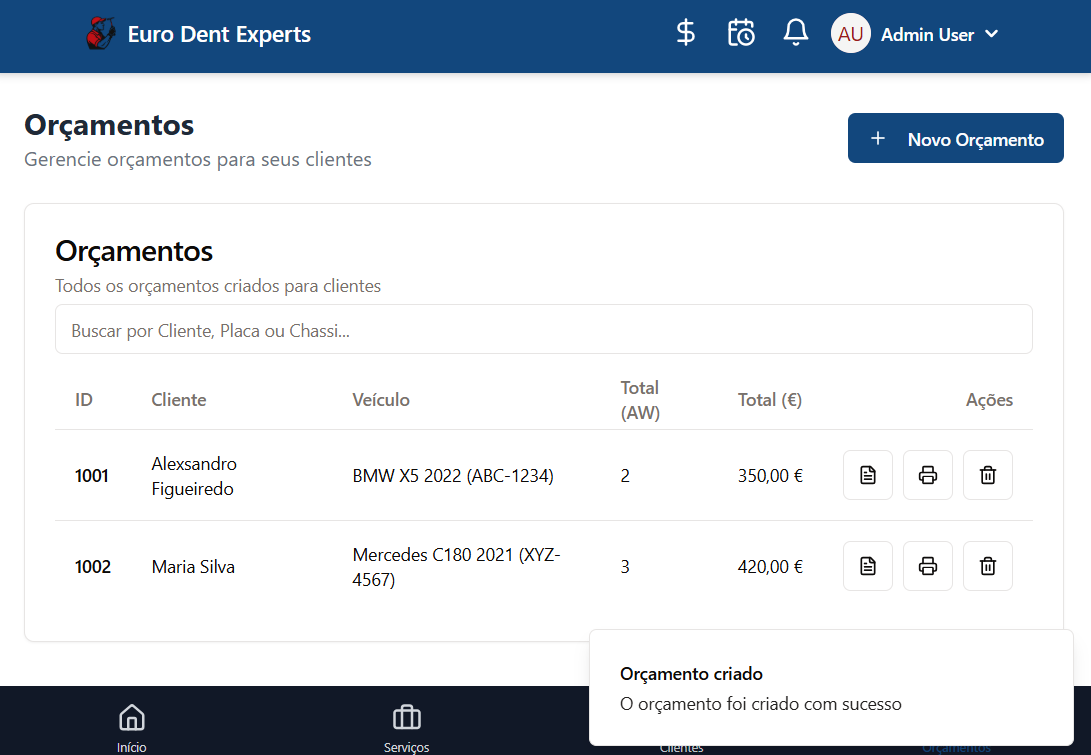 Euro Dent Experts
AU
Admin User
Orçamentos
Gerencie orçamentos para seus clientes
+ Novo Orçamento
Orçamentos
Todos os orçamentos criados para clientes
Buscar por Cliente, Placa ou Chassi...
ID Cliente Veículo Total (AW) Total (€) Ações
1001 Alexsandro Figueiredo BMW X5 2022 (ABC-1234) 2 350,00 €
1002 Maria Silva Mercedes C180 2021 (XYZ-4567) 3 420,00 €
Orçamento criado
O orçamento foi criado com sucesso
Início Serviços Clientes Orçamentos